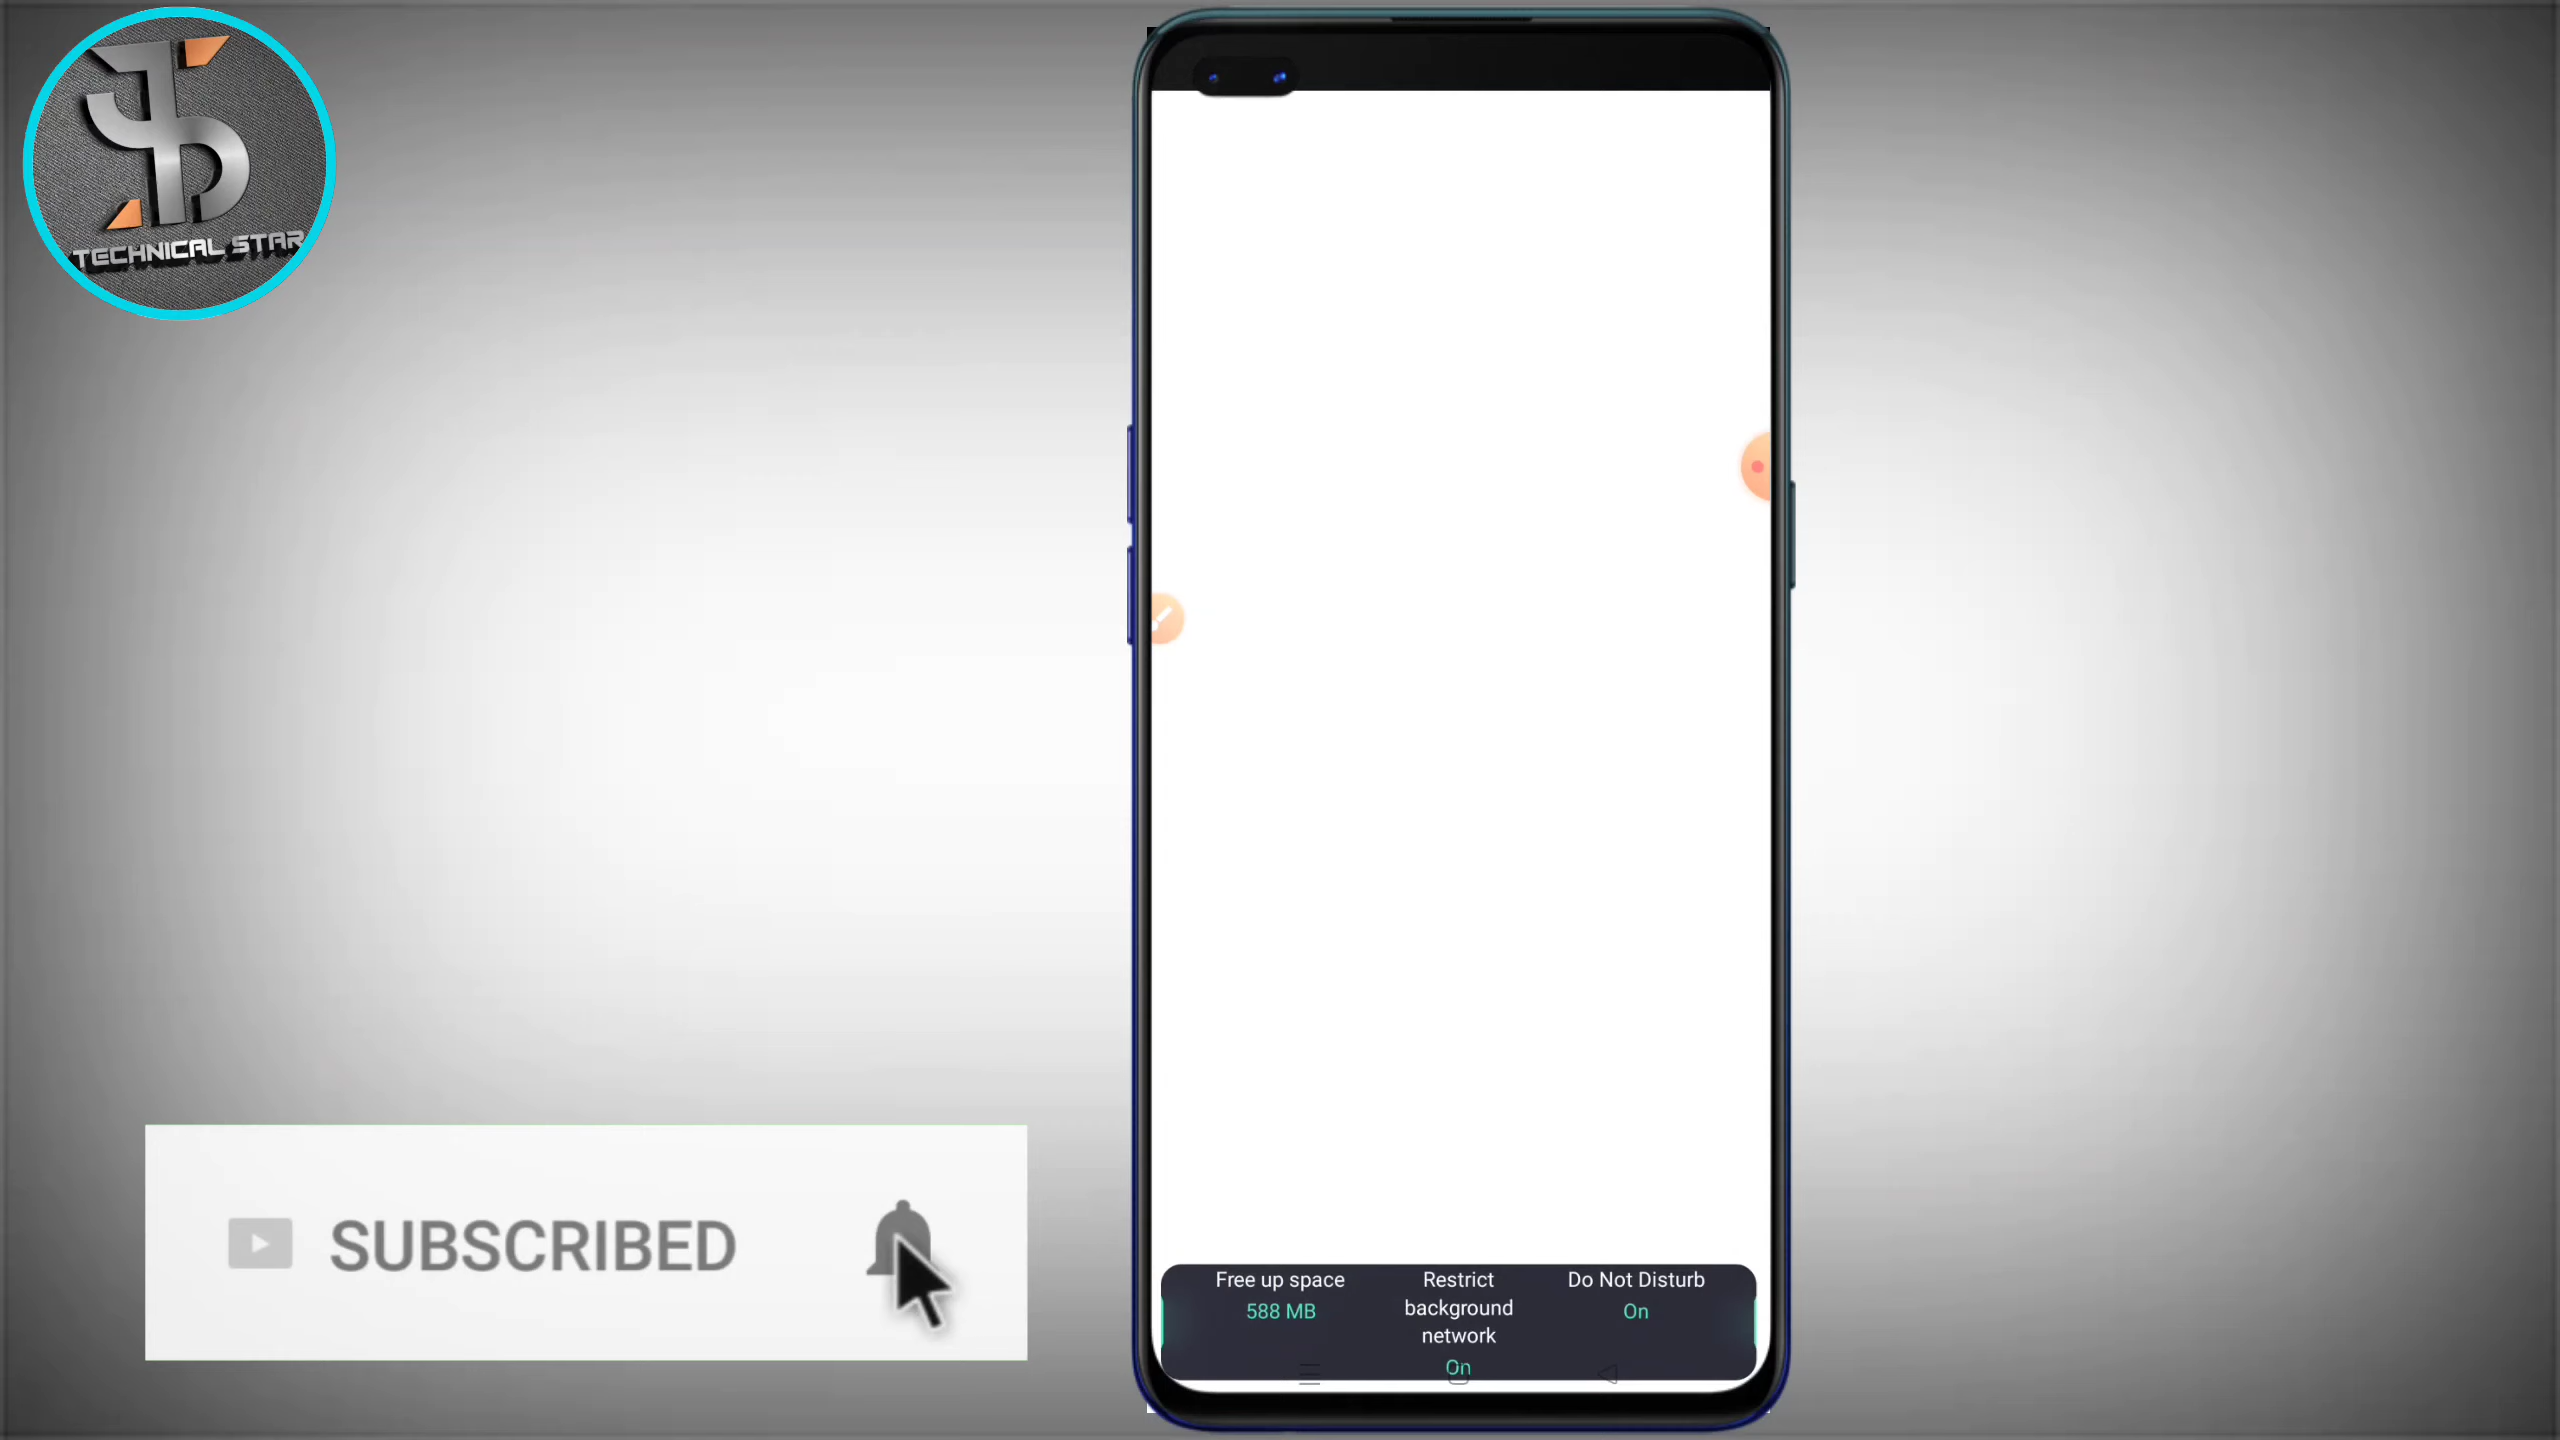 TECHNICAL STAR
SUBSCRIBED
Free up space
588 MB
Restrict
background
network
On
Do Not Disturb
On